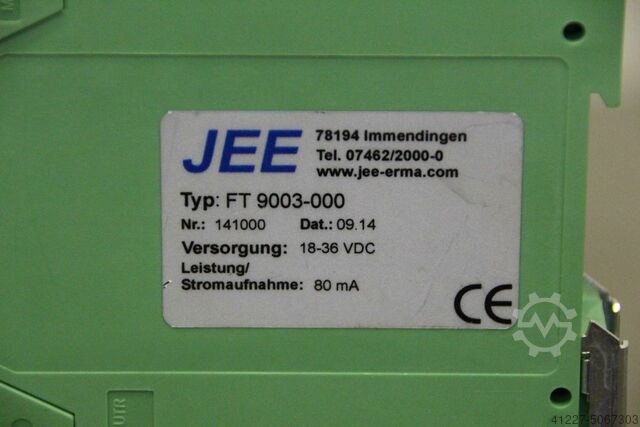 JEE
78194 Immendingen
Tel. 07462/2000-0
www.jee-erma.com
Typ: FT 9003-000
Nr.: 141000 Dat.: 09.14
Versorgung: 18-36 VDC
Leistung/
Stromaufnahme: 80 mA
CE
UTR
41227-5067303